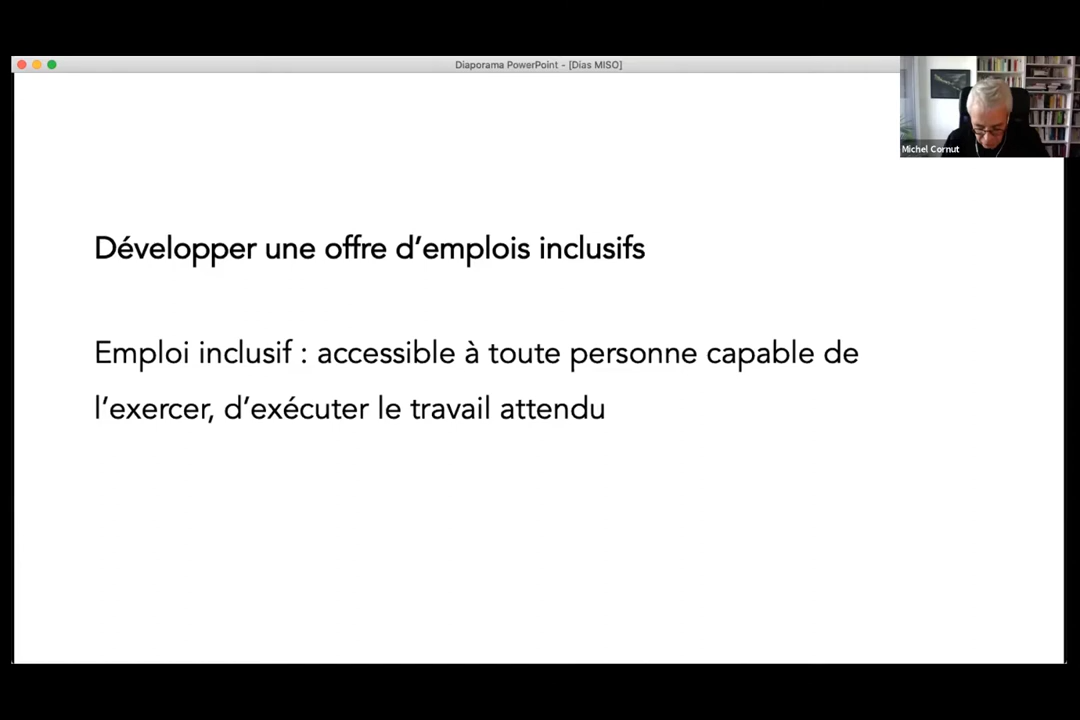 Diaporama PowerPoint - [Dias MISO]
Michel Cornut
Développer une offre d’emplois inclusifs
Emploi inclusif : accessible à toute personne capable de
l’exercer, d’exécuter le travail attendu